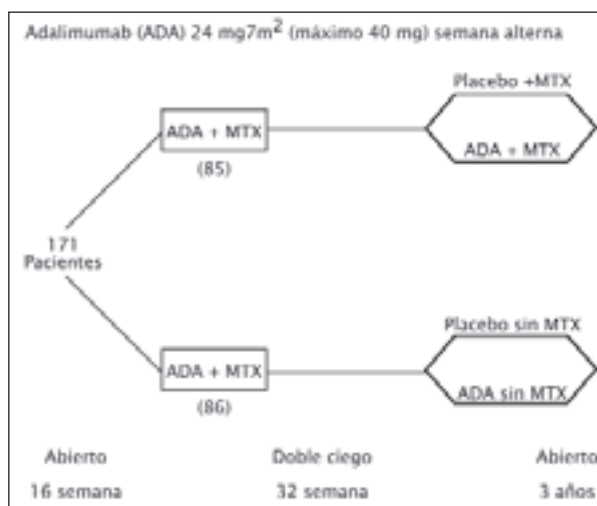 Adalimumab (ADA) 24 mg7m² (máximo 40 mg) semana alterna
Placebo +MTX
ADA + MTX
ADA + MTX
(85)
171
Pacientes
Placebo sin MTX
ADA + MTX
ADA sin MTX
(86)
Abierto
Doble ciego
Abierto
16 semana
32 semana
3 años